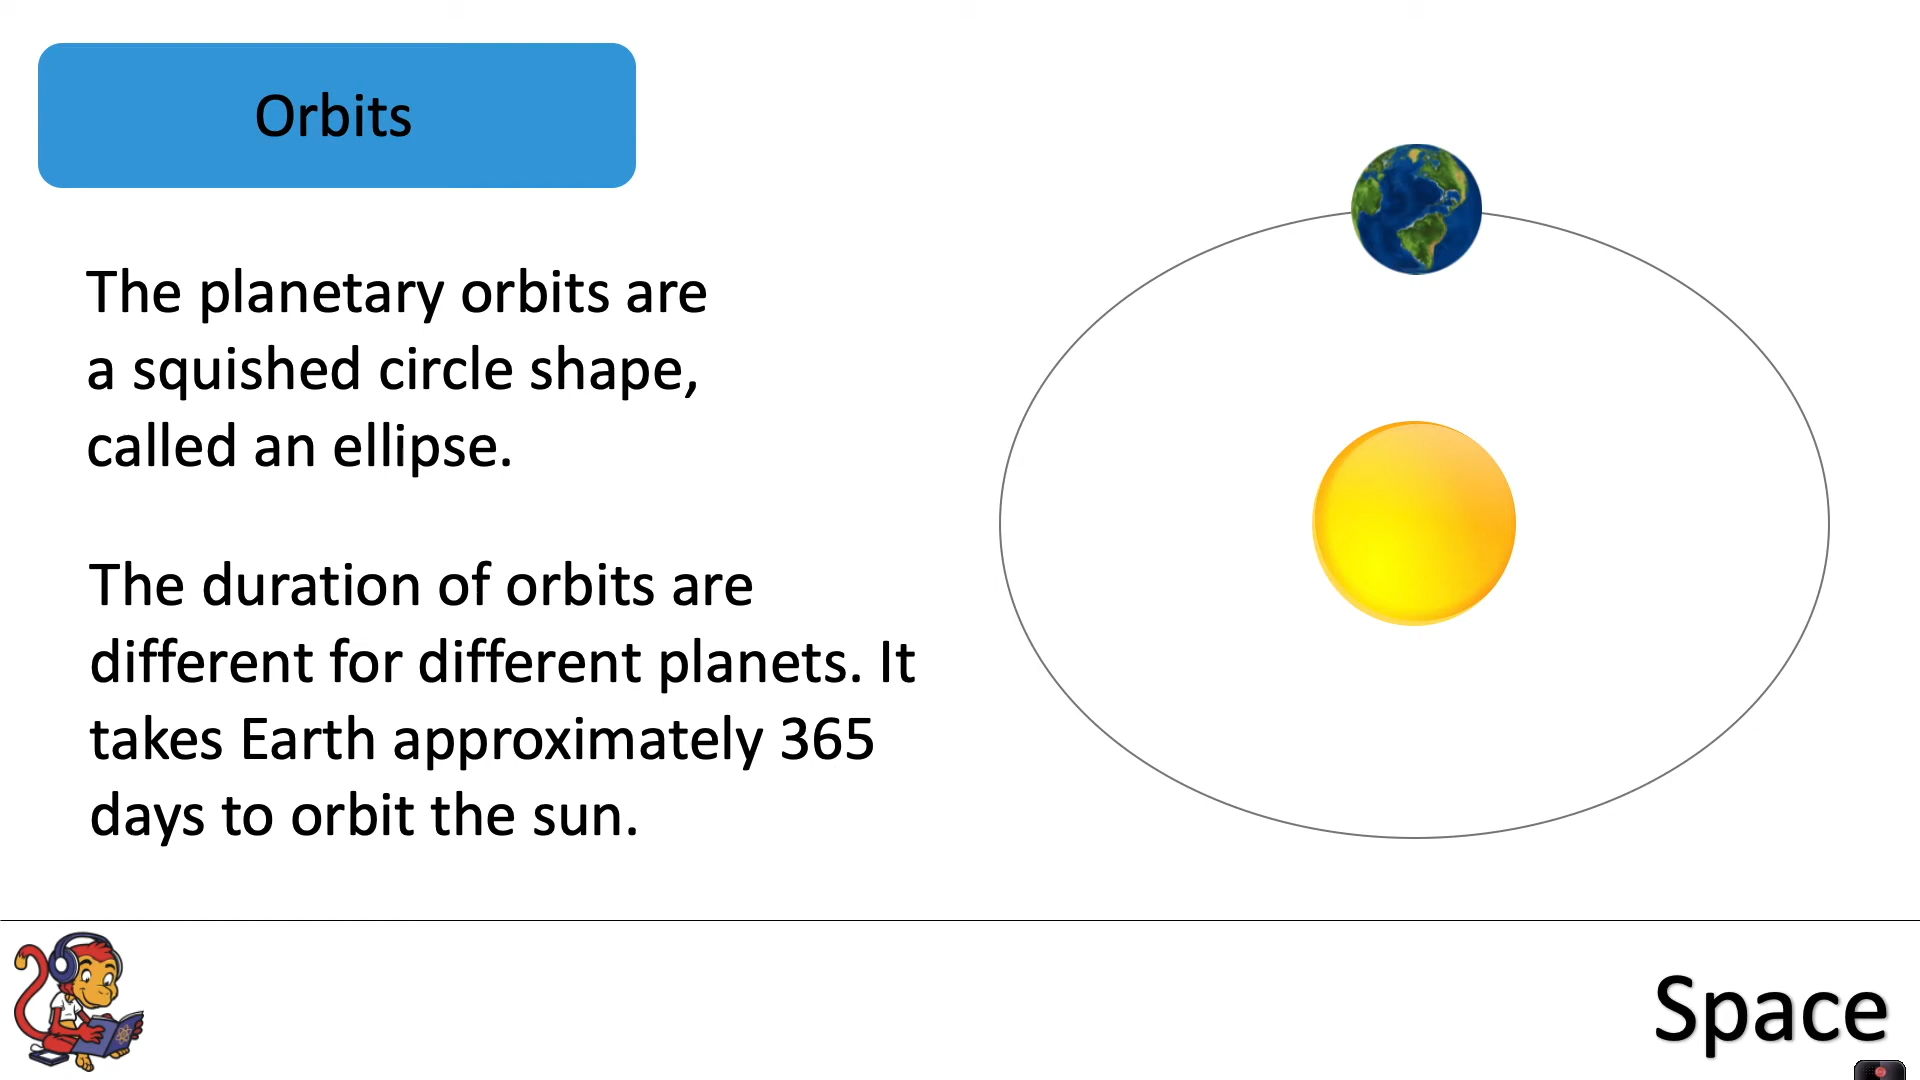 Orbits
The planetary orbits are
a squished circle shape,
called an ellipse.
The duration of orbits are
different for different planets. It
takes Earth approximately 365
days to orbit the sun.
Space